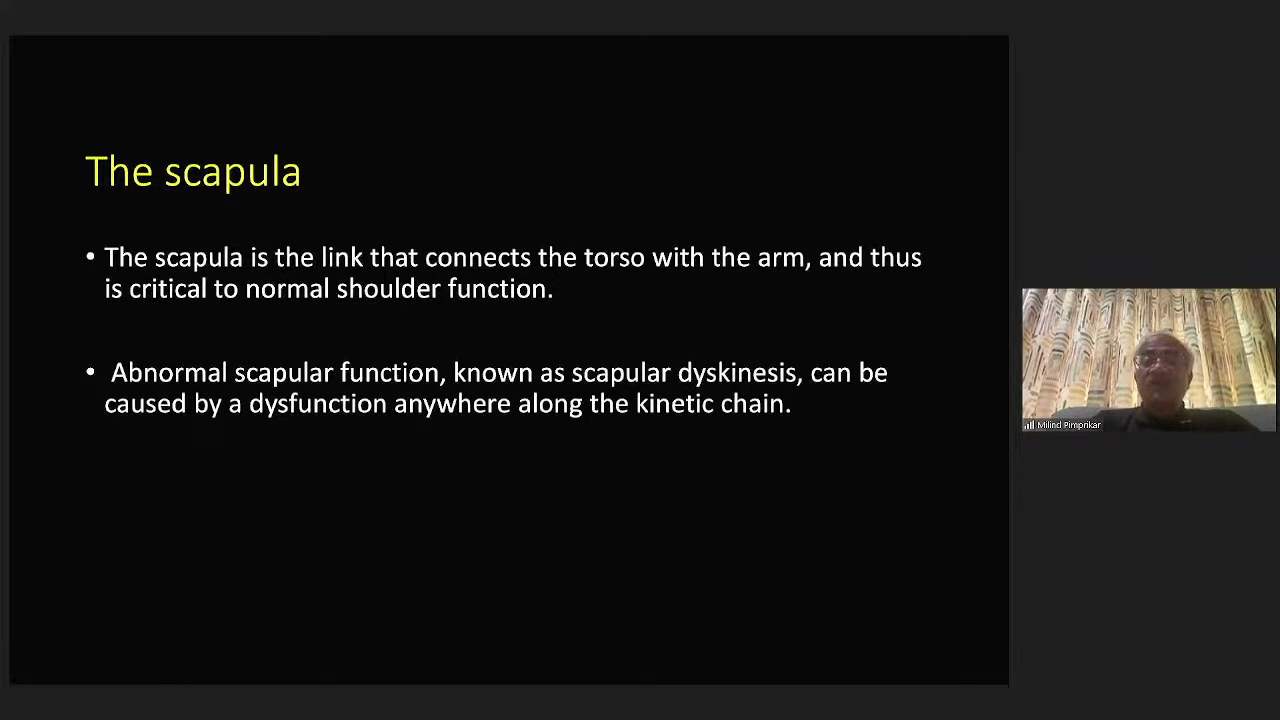 The scapula
• The scapula is the link that connects the torso with the arm, and thus
is critical to normal shoulder function.
• Abnormal scapular function, known as scapular dyskinesis, can be
caused by a dysfunction anywhere along the kinetic chain.
Milind Pimprikar